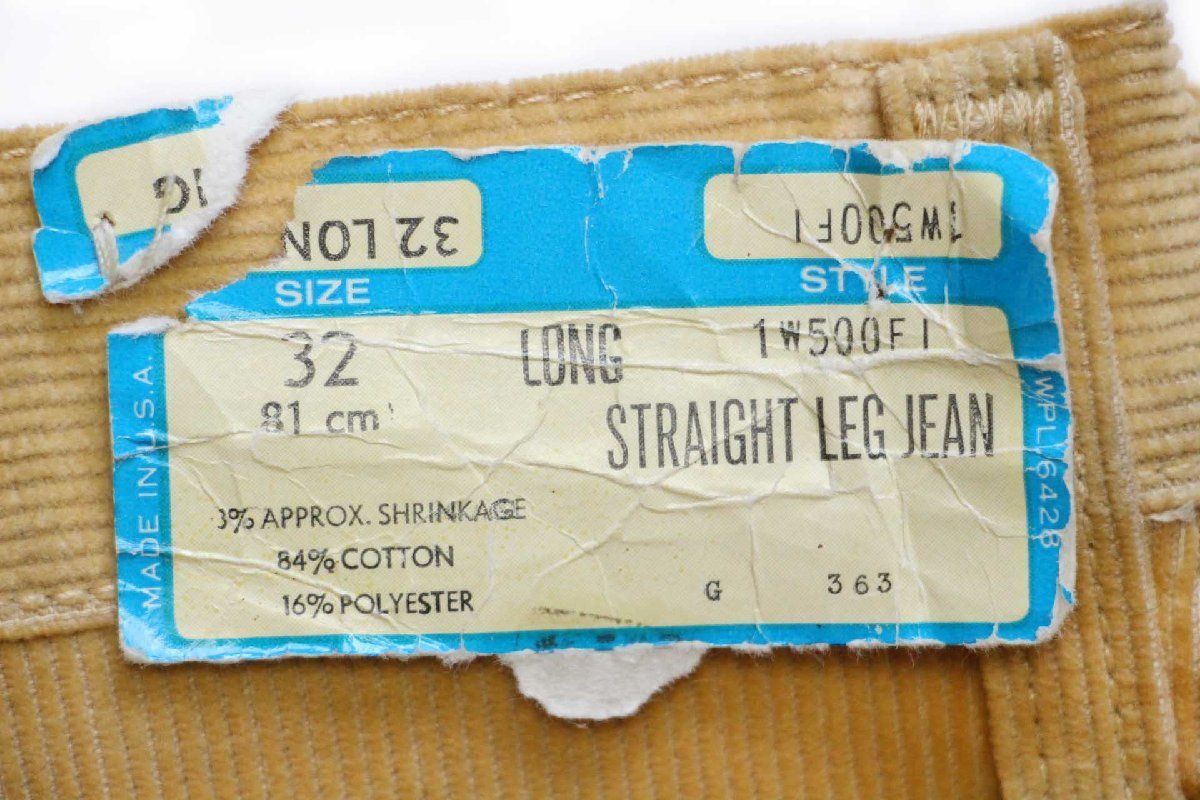 32 LON
IG
1W500FI
SIZE
STYLE
32
LONG
1W500FI
81 cm
STRAIGHT LEG JEAN
3% APPROX. SHRINKAGE
84% COTTON
16% POLYESTER
G
363
MADE IN U.S.A.
WPL 6428